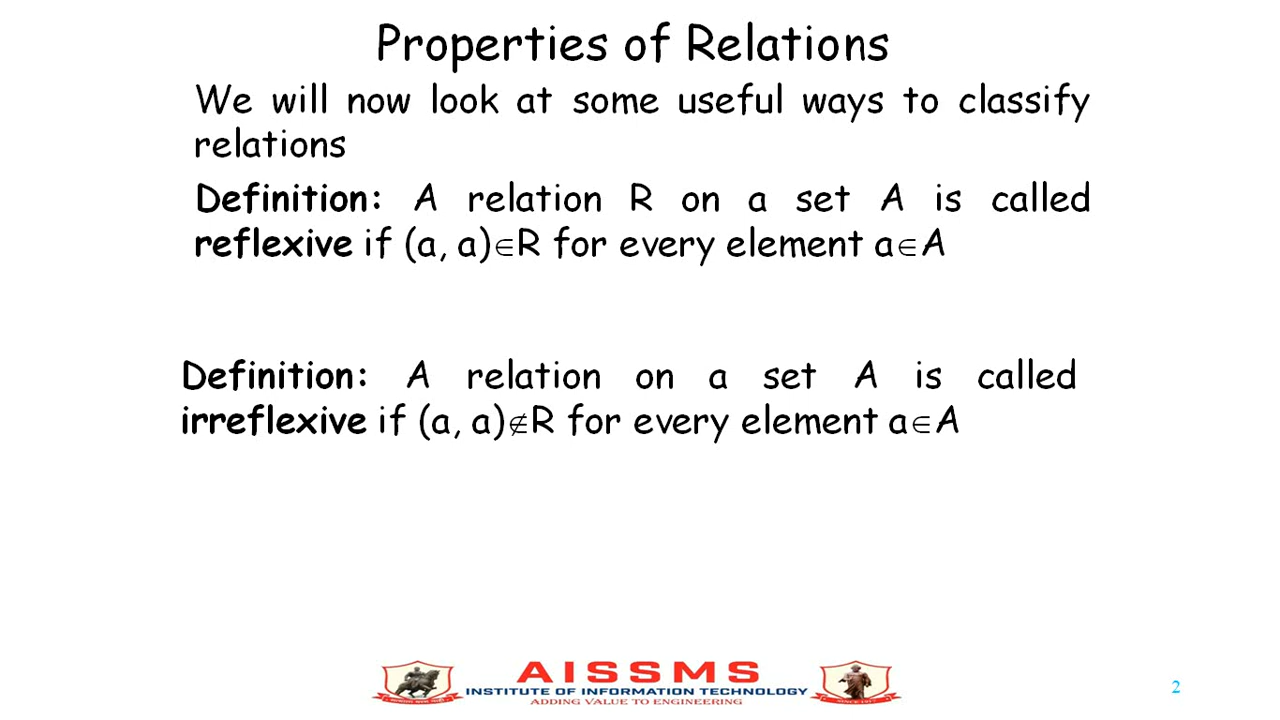 Properties of Relations
We will now look at some useful ways to classify
relations
Definition: A relation R on a set A is called
reflexive if (a, a)∈R for every element a∈A
Definition: A relation on a set A is called
irreflexive if (a, a)∉R for every element a∈A
AISSMS
INSTITUTE OF INFORMATION TECHNOLOGY
ADDING VALUE TO ENGINEERING
SINCE 1917
2